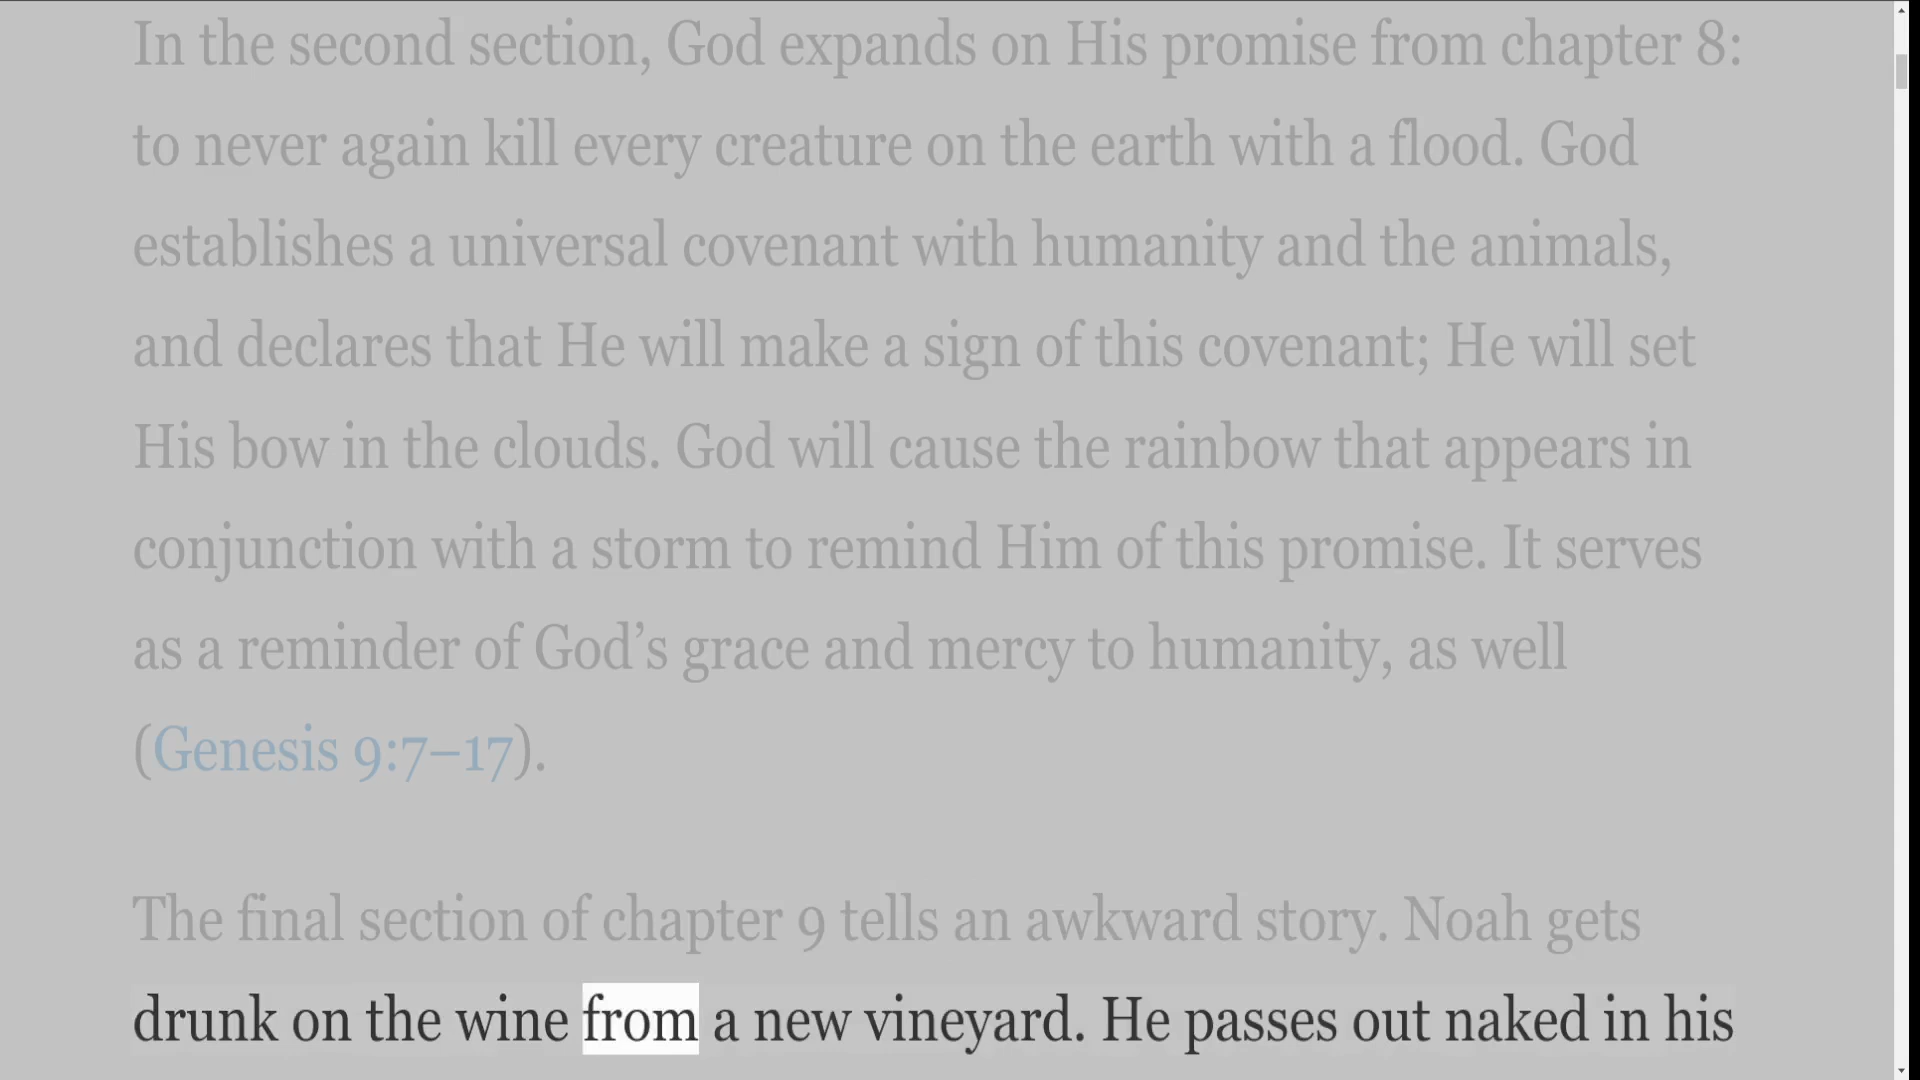 In the second section, God expands on His promise from chapter 8:
to never again kill every creature on the earth with a flood. God
establishes a universal covenant with humanity and the animals,
and declares that He will make a sign of this covenant; He will set
His bow in the clouds. God will cause the rainbow that appears in
conjunction with a storm to remind Him of this promise. It serves
as a reminder of God’s grace and mercy to humanity, as well
(Genesis 9:7–17).
The final section of chapter 9 tells an awkward story. Noah gets
drunk on the wine from a new vineyard. He passes out naked in his